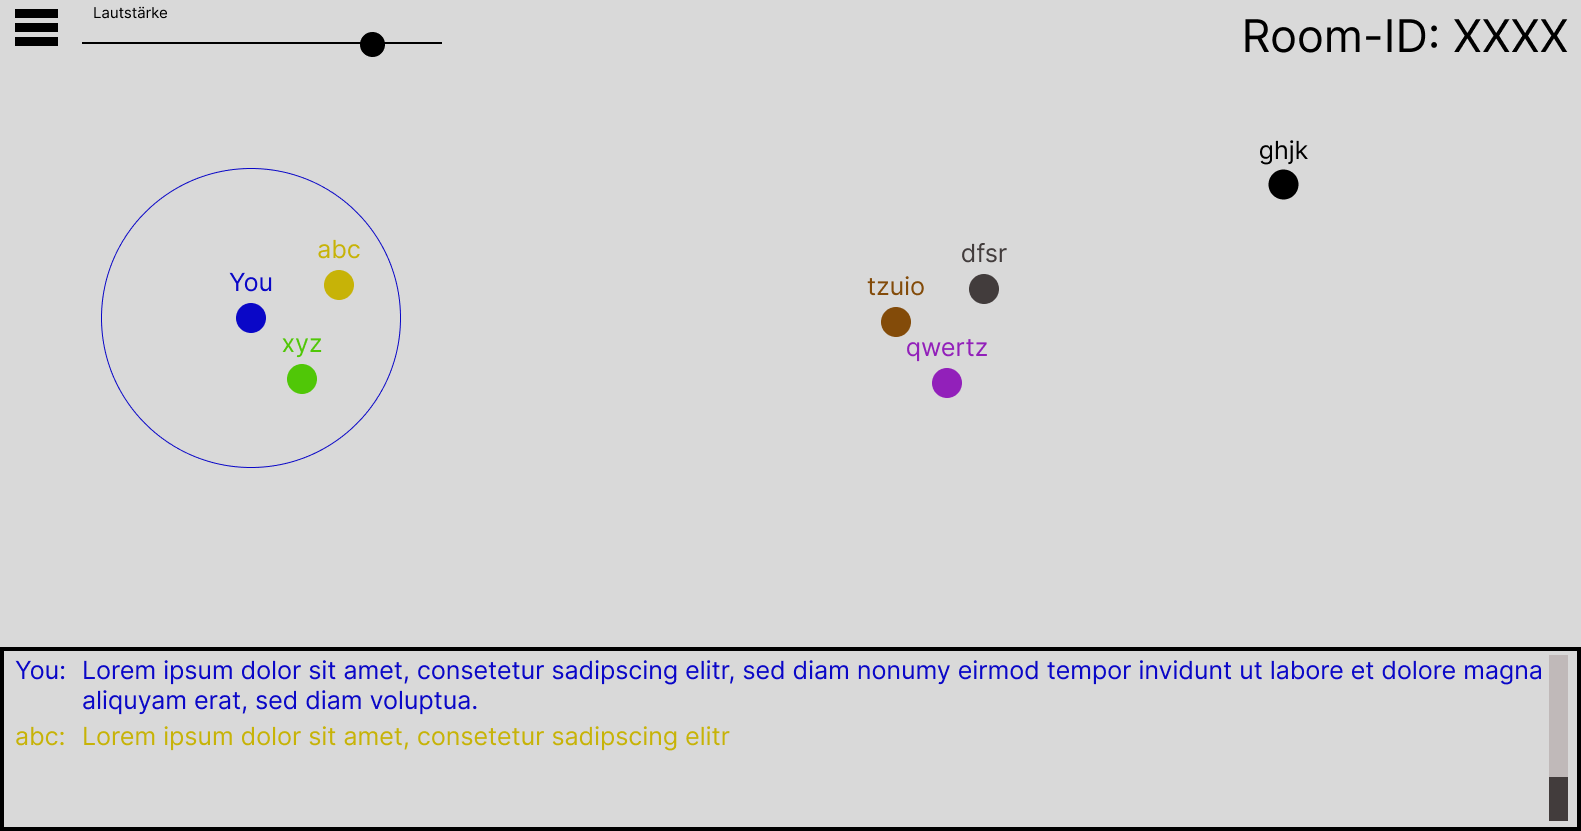 Lautstärke
Room-ID: XXXX
ghjk
abc
dfsr
You
tzuio
xyz
qwertz
You: Lorem ipsum dolor sit amet, consetetur sadipscing elitr, sed diam nonumy eirmod tempor invidunt ut labore et dolore magna
aliquyam erat, sed diam voluptua.
abc: Lorem ipsum dolor sit amet, consetetur sadipscing elitr